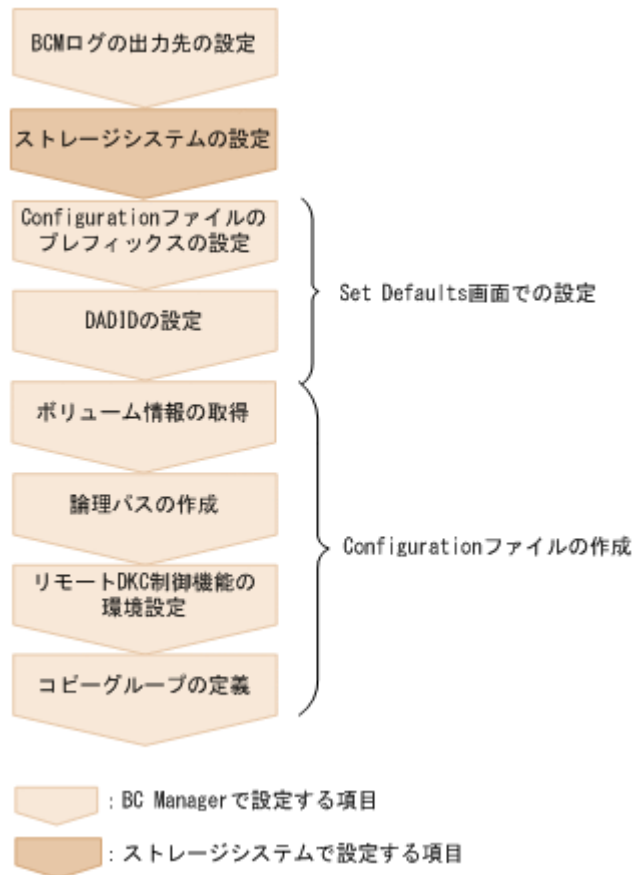 BCMログの出力先の設定
ストレージシステムの設定
Configurationファイルの
プレフィックスの設定
DADIDの設定
Set Defaults画面での設定
ボリューム情報の取得
論理パスの作成
リモートDKC制御機能の
環境設定
コピーグループの定義
Configurationファイルの作成
：BC Managerで設定する項目
：ストレージシステムで設定する項目